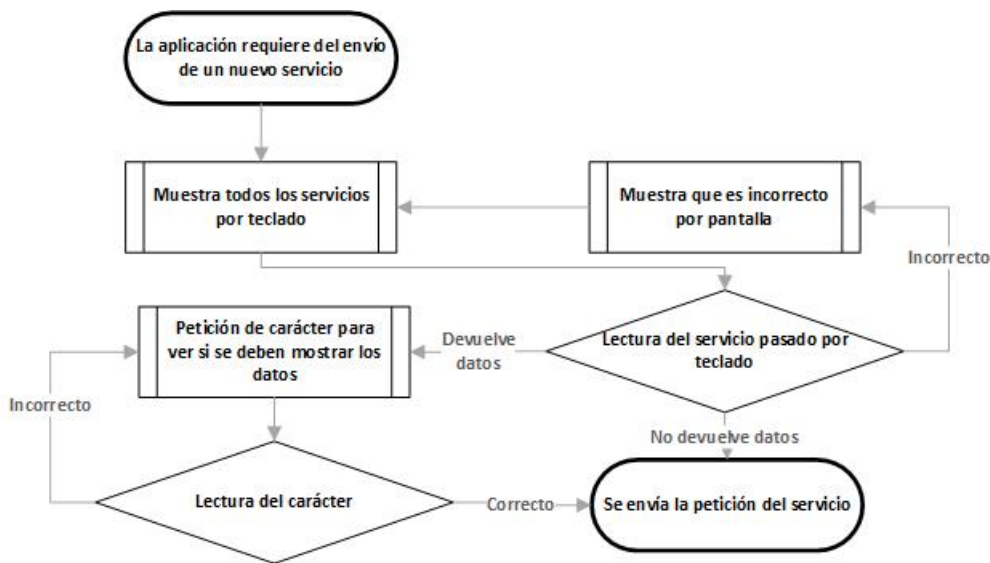 La aplicación requiere del envío
de un nuevo servicio
Muestra todos los servicios
por teclado
Muestra que es incorrecto
por pantalla
Incorrecto
Lectura del servicio pasado por
teclado
Devuelve
datos
Petición de carácter para
ver si se deben mostrar los
datos
Incorrecto
No devuelve datos
Lectura del carácter
Correcto
Se envía la petición del servicio